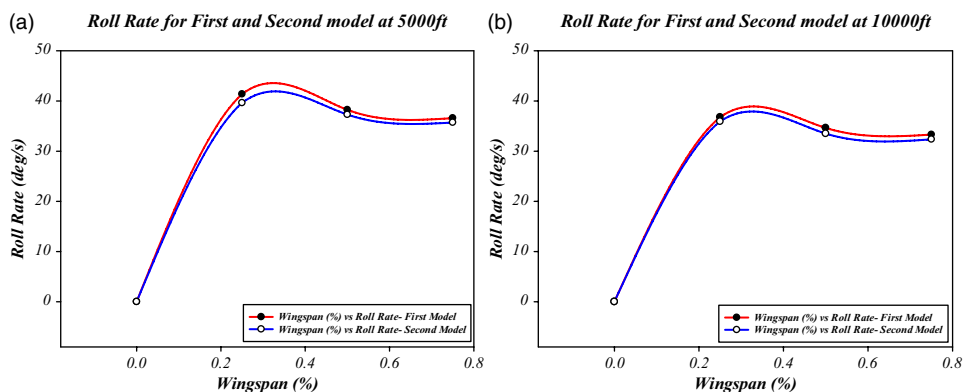 (a)
Roll Rate for First and Second model at 5000ft
50
40
30
20
10
0
Roll Rate (deg/s)
0.0 0.2 0.4 0.6 0.8
Wingspan (%)
Wingspan (%) vs Roll Rate- First Model
Wingspan (%) vs Roll Rate- Second Model
(b)
Roll Rate for First and Second model at 10000ft
50
40
30
20
10
0
Roll Rate (deg/s)
0.0 0.2 0.4 0.6 0.8
Wingspan (%)
Wingspan (%) vs Roll Rate- First Model
Wingspan (%) vs Roll Rate- Second Model